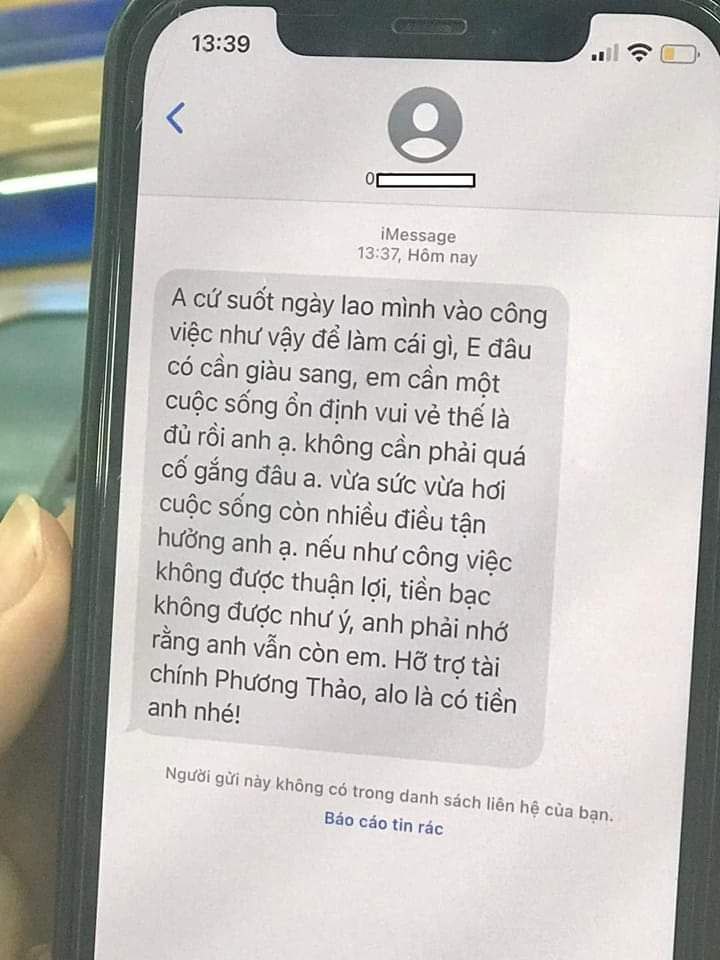 13:39
0
iMessage
13:37, Hôm nay
A cứ suốt ngày lao mình vào công
việc như vậy để làm cái gì, E đâu
có cần giàu sang, em cần một
cuộc sống ổn định vui vẻ thế là
đủ rồi anh ạ. không cần phải quá
cố gắng đâu a. vừa sức vừa hơi
cuộc sống còn nhiều điều tận
hưởng anh ạ. nếu như công việc
không được thuận lợi, tiền bạc
không được như ý, anh phải nhớ
rằng anh vẫn còn em. Hỡ trợ tài
chính Phương Thảo, alo là có tiền
anh nhé!
Người gửi này không có trong danh sách liên hệ của bạn.
Báo cáo tin rác